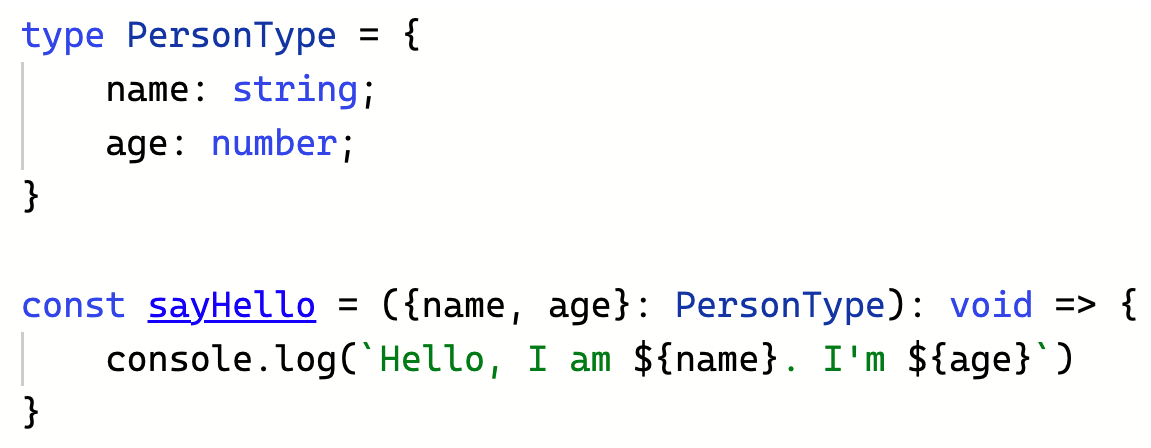 type PersonType = {
    name: string;
    age: number;
}

const sayHello = ({name, age}: PersonType): void => {
    console.log(`Hello, I am ${name}. I'm ${age}`)
}